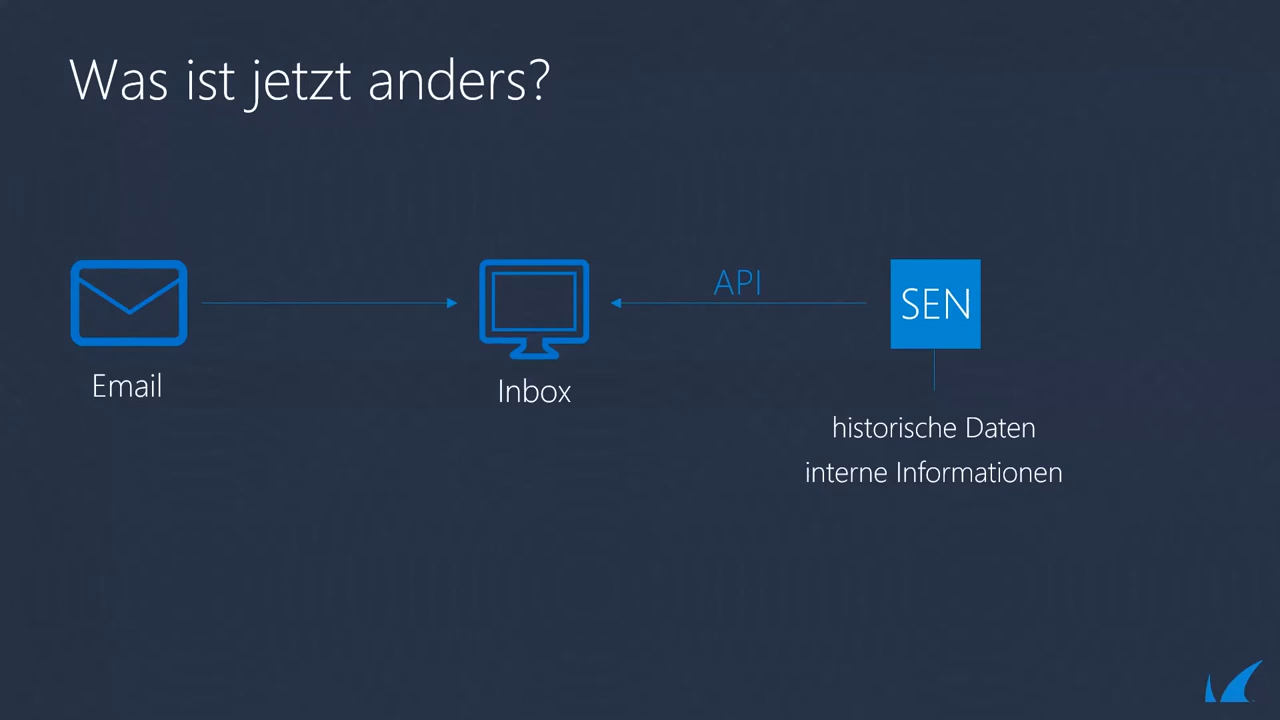 Was ist jetzt anders?
API
SEN
Email
Inbox
historische Daten
interne Informationen